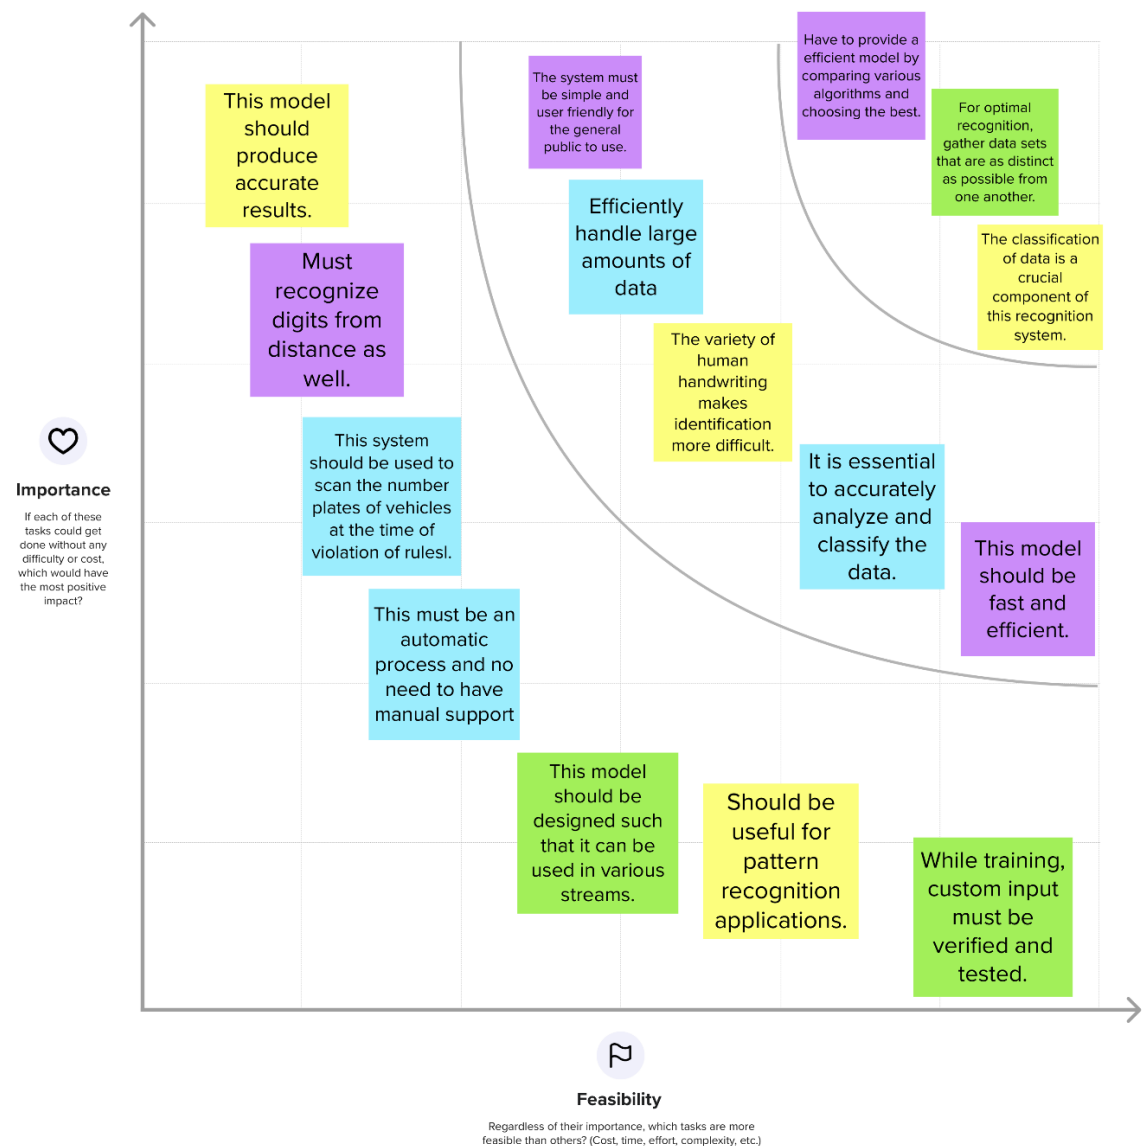 This model
should
produce
accurate
results.
Must
recognize
digits from
distance as
well.
This system
should be used to
scan the number
plates of vehicles
at the time of
violation of rulesl.
This must be an
automatic
process and no
need to have
manual support
The system must
be simple and
user friendly for
the general
public to use.
Efficiently
handle large
amounts of
data
The variety of
human
handwriting
makes
identification
more difficult.
It is essential
to accurately
analyze and
classify the
data.
This model
should be
fast and
efficient.
Have to provide a
efficient model by
comparing various
algorithms and
choosing the best.
For optimal
recognition,
gather data sets
that are as distinct
as possible from
one another.
The classification
of data is a
crucial
component of
this recognition
system.
This model
should be
designed such
that it can be
used in various
streams.
Should be
useful for
pattern
recognition
applications.
While training,
custom input
must be
verified and
tested.
Importance
If each of these
tasks could get
done without any
difficulty or cost,
which would have
the most positive
impact?
Feasibility
Regardless of their importance, which tasks are more
feasible than others? (Cost, time, effort, complexity, etc.)